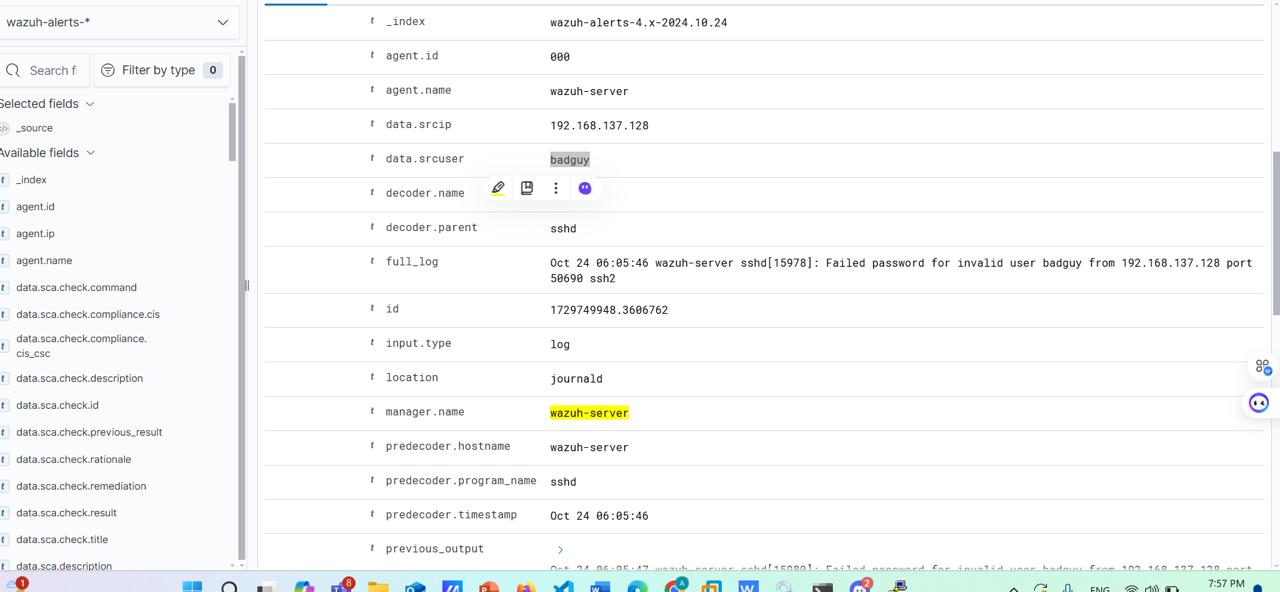 wazuh-alerts-*
Search fi
Filter by type 0
Selected fields
_source
Available fields
_index
agent.id
agent.ip
agent.name
data.sca.check.command
data.sca.check.compliance.cis
data.sca.check.compliance.
cis_csc
data.sca.check.description
data.sca.check.id
data.sca.check.previous_result
data.sca.check.rationale
data.sca.check.remediation
data.sca.check.result
data.sca.check.title
data.sca.description
t _index wazuh-alerts-4.x-2024.10.24
t agent.id 000
t agent.name wazuh-server
t data.srcip 192.168.137.128
t data.srcuser badguy
t decoder.name
t decoder.parent sshd
t full_log Oct 24 06:05:46 wazuh-server sshd[15978]: Failed password for invalid user badguy from 192.168.137.128 port
50690 ssh2
t id 1729749948.3606762
t input.type log
t location journald
t manager.name wazuh-server
t predecoder.hostname wazuh-server
t predecoder.program_name sshd
t predecoder.timestamp Oct 24 06:05:46
t previous_output
Oct 24 06:05:47 wazuh-server sshd[15980]: Failed password for invalid user badguy from 192.168.137.128 port
1
8
A
2
ENG
7:57 PM